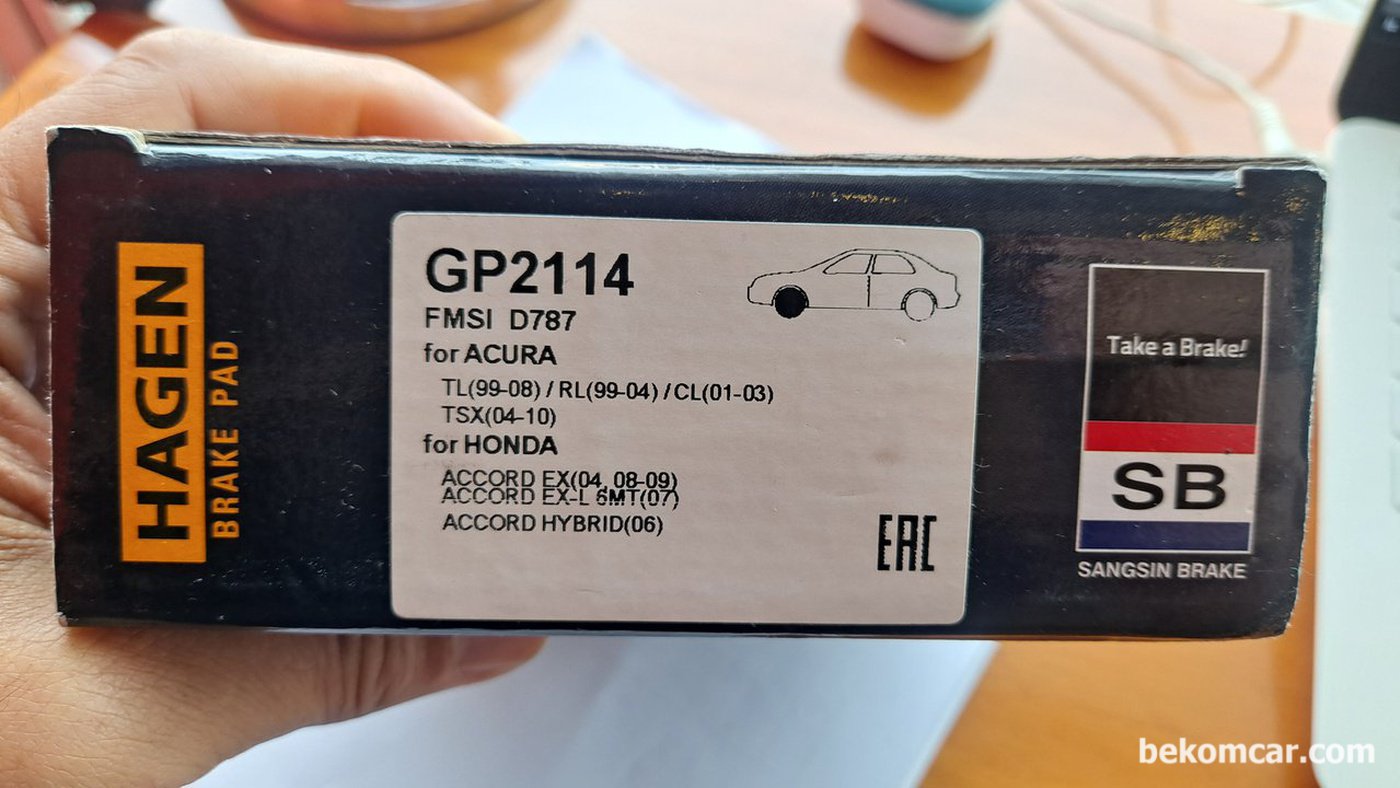 HAGEN
BRAKE PAD
GP2114
FMSI D787
for ACURA
TL(99-08) / RL(99-04) / CL(01-03)
TSX(04-10)
for HONDA
ACCORD EX(04, 08-09)
ACCORD EX-L 6MT(07)
ACCORD HYBRID(06)
EAC
Take a Brake!
SB
SANGSIN BRAKE
bekomcar.com